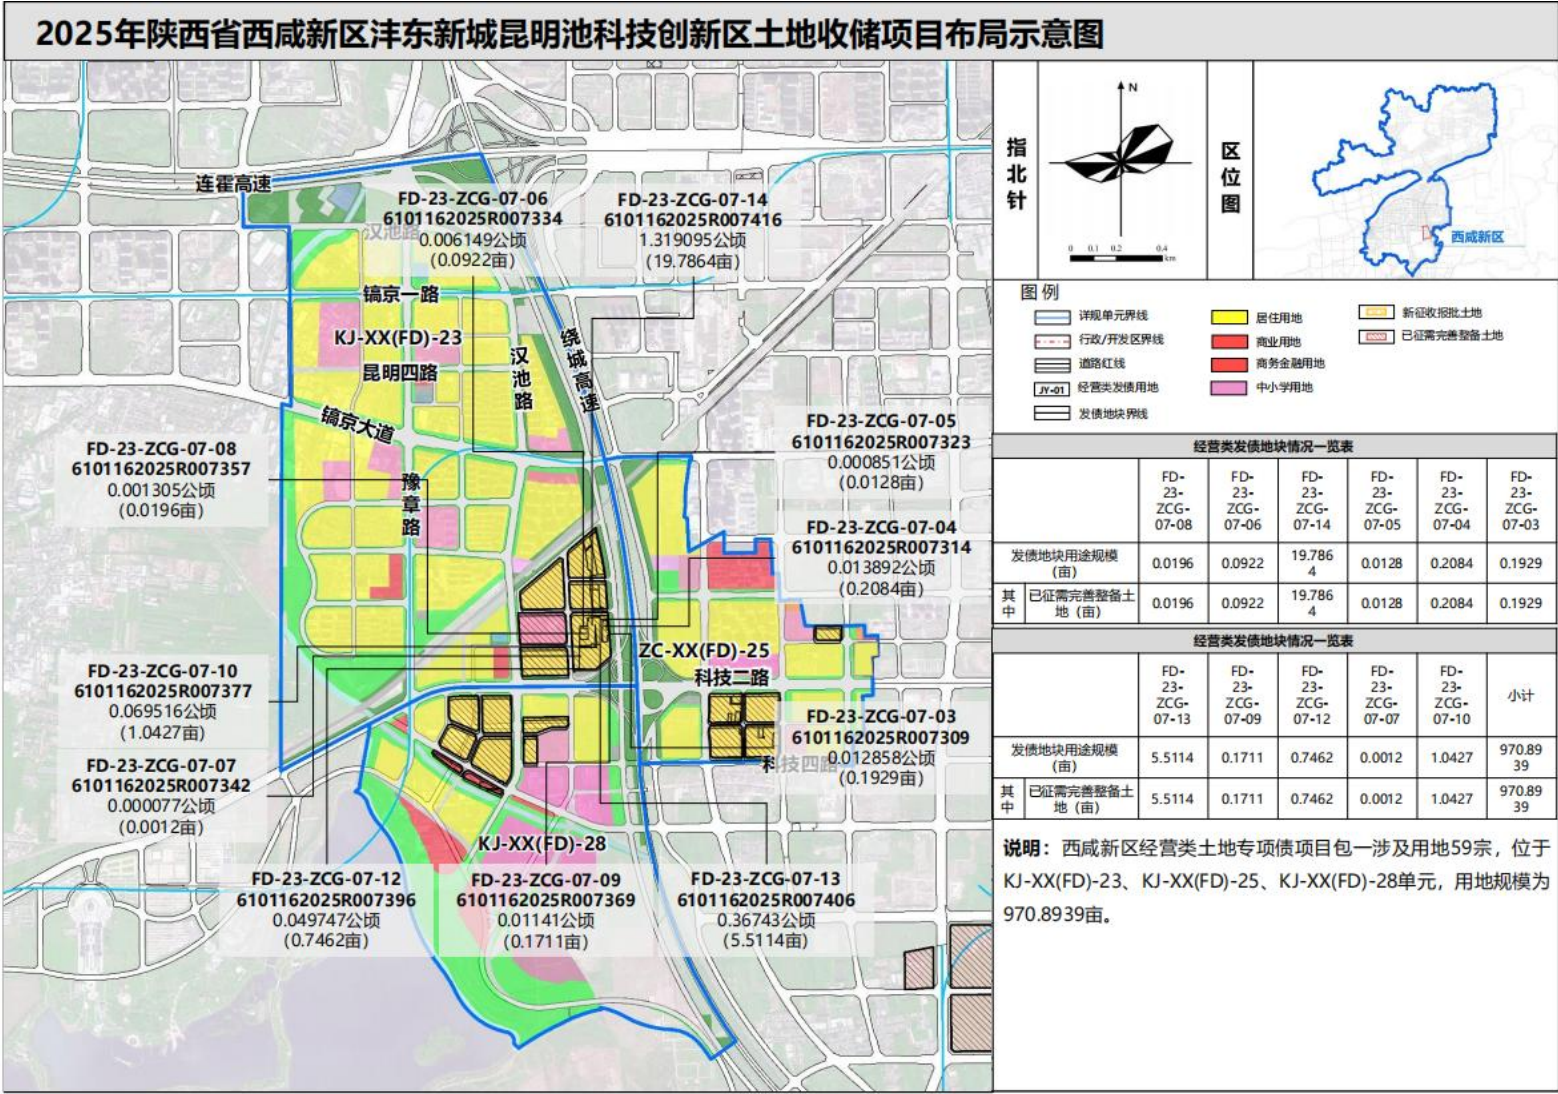 2025年陕西省西咸新区沣东新城昆明池科技创新区土地收储项目布局示意图
连霍高速
FD-23-ZCG-07-06
6101162025R007334
汉池路
0.006149公顷
(0.0922亩)
FD-23-ZCG-07-14
6101162025R007416
1.319095公顷
(19.7864亩)
镐京一路
KJ-XX(FD)-23
昆明四路
汉池路
绕城高速
镐京大道
豫章路
FD-23-ZCG-07-08
6101162025R007357
0.001305公顷
(0.0196亩)
FD-23-ZCG-07-05
6101162025R007323
0.000851公顷
(0.0128亩)
FD-23-ZCG-07-04
6101162025R007314
0.013892公顷
(0.2084亩)
ZC-XX(FD)-25
科技二路
FD-23-ZCG-07-10
6101162025R007377
0.069516公顷
(1.0427亩)
FD-23-ZCG-07-03
6101162025R007309
0.012858公顷
(0.1929亩)
科技四路
FD-23-ZCG-07-07
6101162025R007342
0.000077公顷
(0.0012亩)
KJ-XX(FD)-28
FD-23-ZCG-07-12
6101162025R007396
0.049747公顷
(0.7462亩)
FD-23-ZCG-07-09
6101162025R007369
0.01141公顷
(0.1711亩)
FD-23-ZCG-07-13
6101162025R007406
0.36743公顷
(5.5114亩)
指北针
N
0 0.1 0.2 0.4
km
区位图
西咸新区
图例
详规单元界线
行政/开发区界线
道路红线
JY-01 经营类发债用地
发债地块界线
居住用地
商业用地
商务金融用地
中小学用地
新征收报批土地
已征需完善整备土地
经营类发债地块情况一览表
FD-23-ZCG-07-08 FD-23-ZCG-07-06 FD-23-ZCG-07-14 FD-23-ZCG-07-05 FD-23-ZCG-07-04 FD-23-ZCG-07-03
发债地块用途规模(亩) 0.0196 0.0922 19.7864 0.0128 0.2084 0.1929
其中 已征需完善整备土地（亩） 0.0196 0.0922 19.7864 0.0128 0.2084 0.1929
经营类发债地块情况一览表
FD-23-ZCG-07-13 FD-23-ZCG-07-09 FD-23-ZCG-07-12 FD-23-ZCG-07-07 FD-23-ZCG-07-10 小计
发债地块用途规模(亩) 5.5114 0.1711 0.7462 0.0012 1.0427 970.8939
其中 已征需完善整备土地（亩） 5.5114 0.1711 0.7462 0.0012 1.0427 970.8939
说明：西咸新区经营类土地专项债项目包一涉及用地59宗，位于
KJ-XX(FD)-23、KJ-XX(FD)-25、KJ-XX(FD)-28单元，用地规模为
970.8939亩。